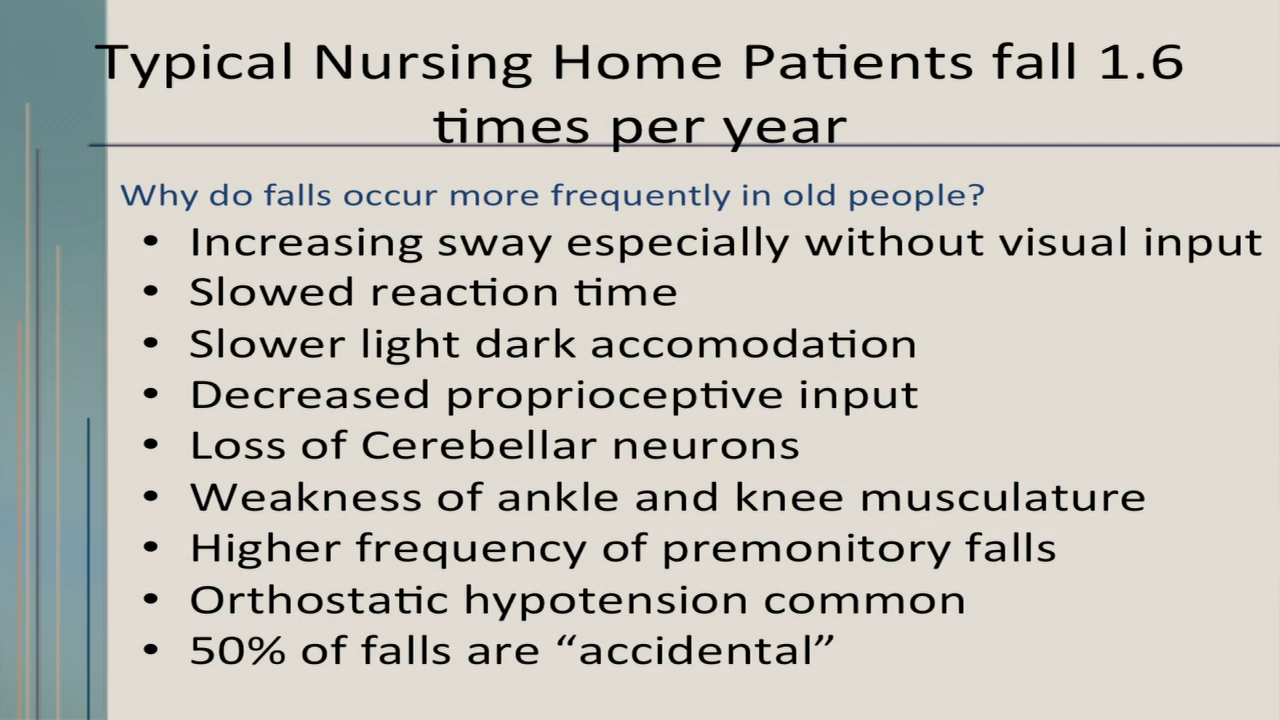 Typical Nursing Home Patients fall 1.6
times per year
Why do falls occur more frequently in old people?
• Increasing sway especially without visual input
• Slowed reaction time
• Slower light dark accomodation
• Decreased proprioceptive input
• Loss of Cerebellar neurons
• Weakness of ankle and knee musculature
• Higher frequency of premonitory falls
• Orthostatic hypotension common
• 50% of falls are “accidental”